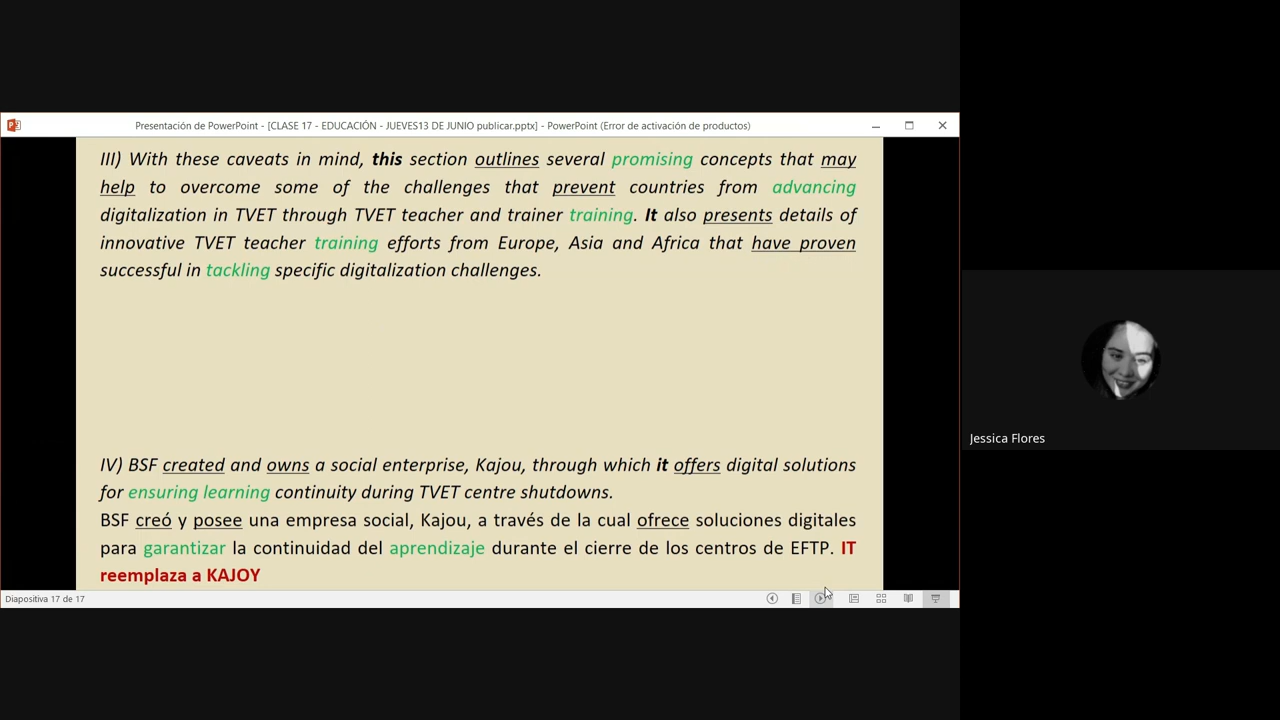 Presentación de PowerPoint - [CLASE 17 - EDUCACIÓN - JUEVES13 DE JUNIO publicar.pptx] - PowerPoint (Error de activación de productos)
III) With these caveats in mind, this section outlines several promising concepts that may
help to overcome some of the challenges that prevent countries from advancing
digitalization in TVET through TVET teacher and trainer training. It also presents details of
innovative TVET teacher training efforts from Europe, Asia and Africa that have proven
successful in tackling specific digitalization challenges.
IV) BSF created and owns a social enterprise, Kajou, through which it offers digital solutions
for ensuring learning continuity during TVET centre shutdowns.
BSF creó y posee una empresa social, Kajou, a través de la cual ofrece soluciones digitales
para garantizar la continuidad del aprendizaje durante el cierre de los centros de EFTP. IT
reemplaza a KAJOY
Diapositiva 17 de 17
Jessica Flores